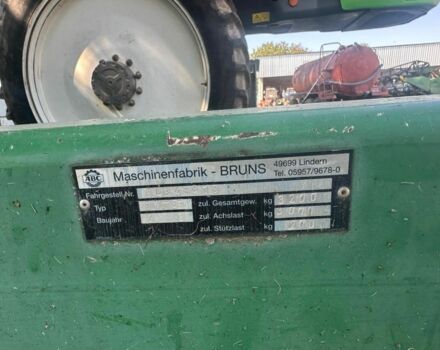 ABC
Maschinenfabrik - BRUNS
49699 Lindern
Tel. 05957/9678-0
Fahrgestell Nr.
Typ
zul. Gesamtgew. kg 3200
Baujahr
zul. Achslast kg
zul. Stützlast kg